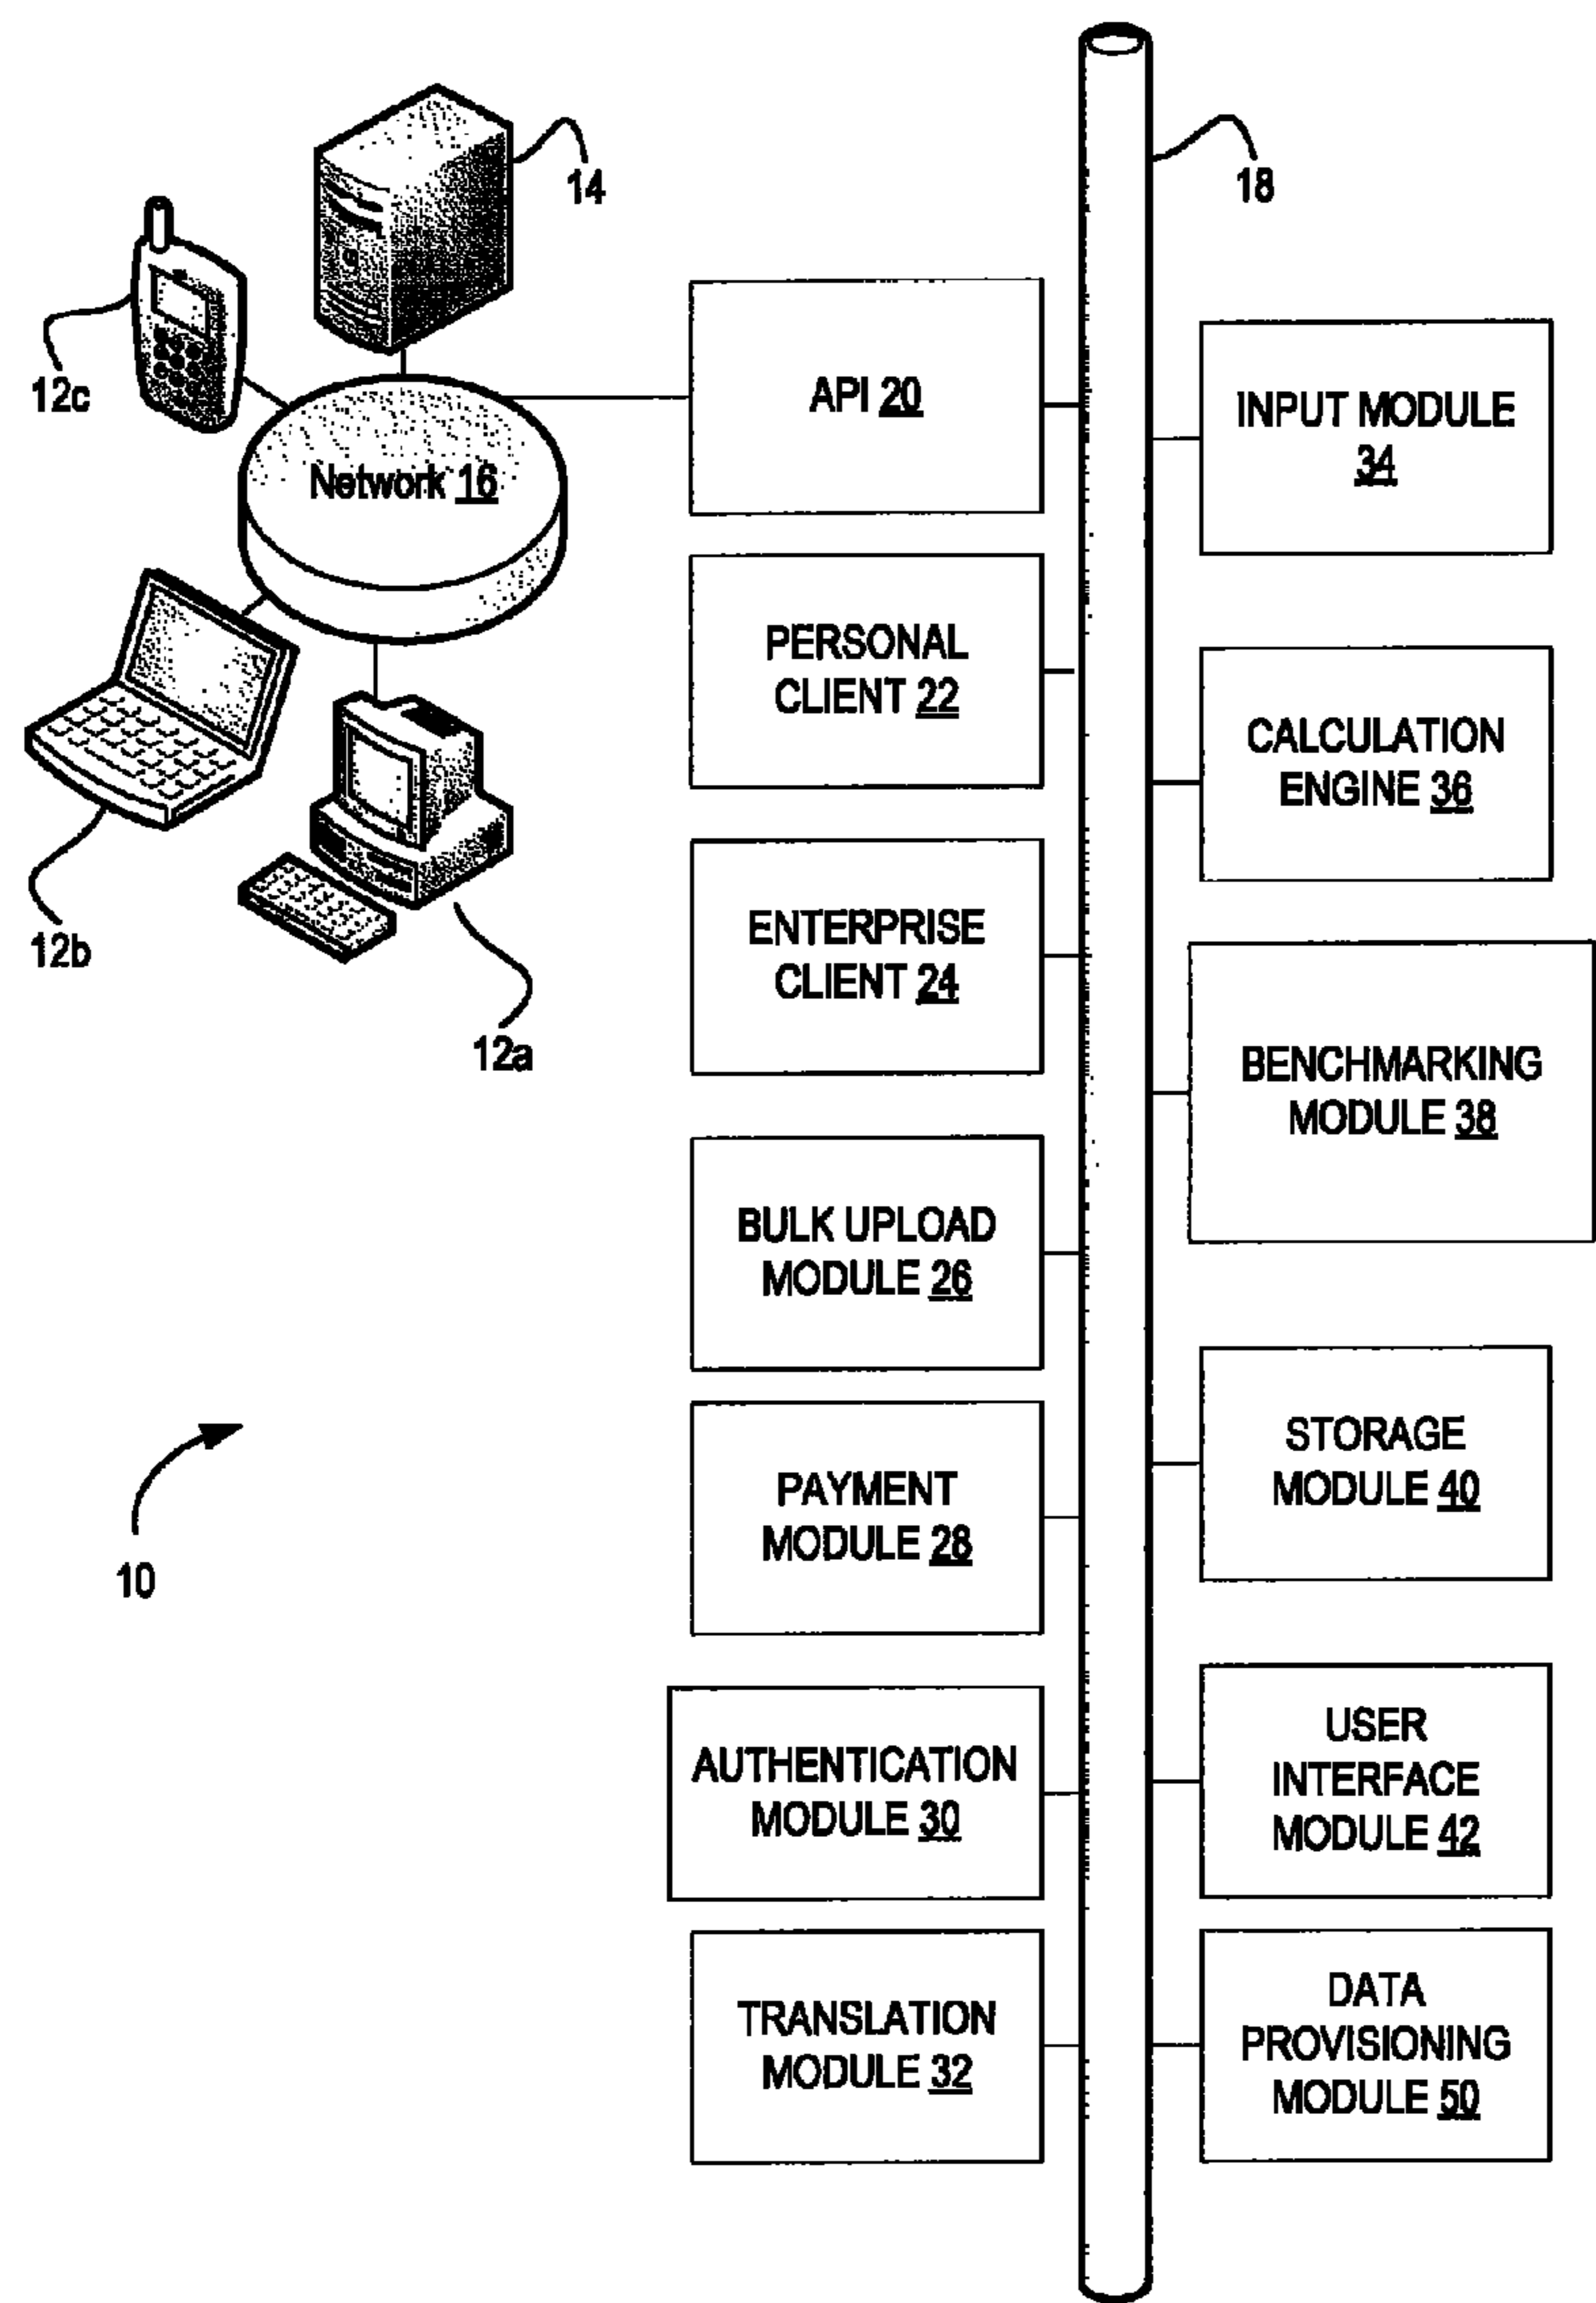 14
18
12c
Network 16
12b
12a
10
API 20
PERSONAL
CLIENT 22
ENTERPRISE
CLIENT 24
BULK UPLOAD
MODULE 26
PAYMENT
MODULE 28
AUTHENTICATION
MODULE 30
TRANSLATION
MODULE 32
INPUT MODULE
34
CALCULATION
ENGINE 36
BENCHMARKING
MODULE 38
STORAGE
MODULE 40
USER
INTERFACE
MODULE 42
DATA
PROVISIONING
MODULE 50